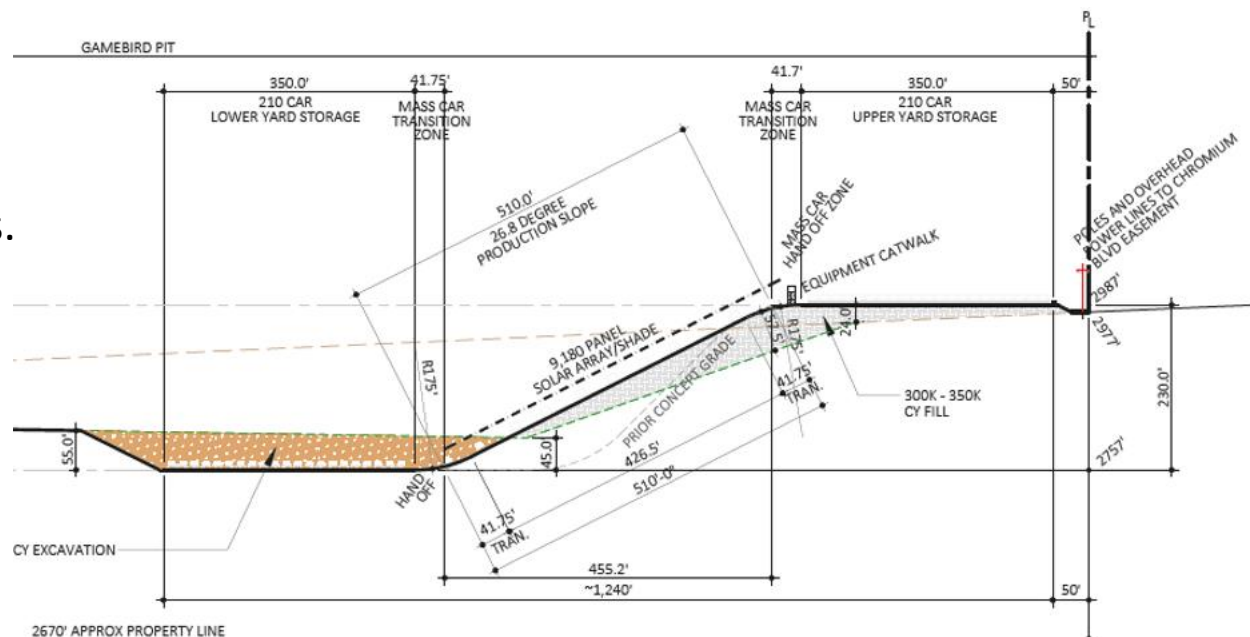 GAMEBIRD PIT
P
L
350.0'
210 CAR
LOWER YARD STORAGE
41.75'
MASS CAR
TRANSITION
ZONE
41.7'
MASS CAR
TRANSITION
ZONE
350.0'
210 CAR
UPPER YARD STORAGE
50'
s.
510.0'
26.8 DEGREE
PRODUCTION SLOPE
MASS CAR
HAND OFF ZONE
EQUIPMENT CATWALK
POLES AND OVERHEAD
POWER LINES TO CHROMIUM
BLVD EASEMENT
2987'
2977'
9,180 PANEL
SOLAR ARRAY/SHADE
R175'
57.5'
R175'
24.0'
PRIOR CONCEPT GRADE
41.75'
TRAN.
300K - 350K
CY FILL
230.0'
55.0'
45.0'
426.5'
510'-0"
2757'
HAND
OFF
41.75'
TRAN.
CY EXCAVATION
455.2'
~1,240'
50'
2670' APPROX PROPERTY LINE